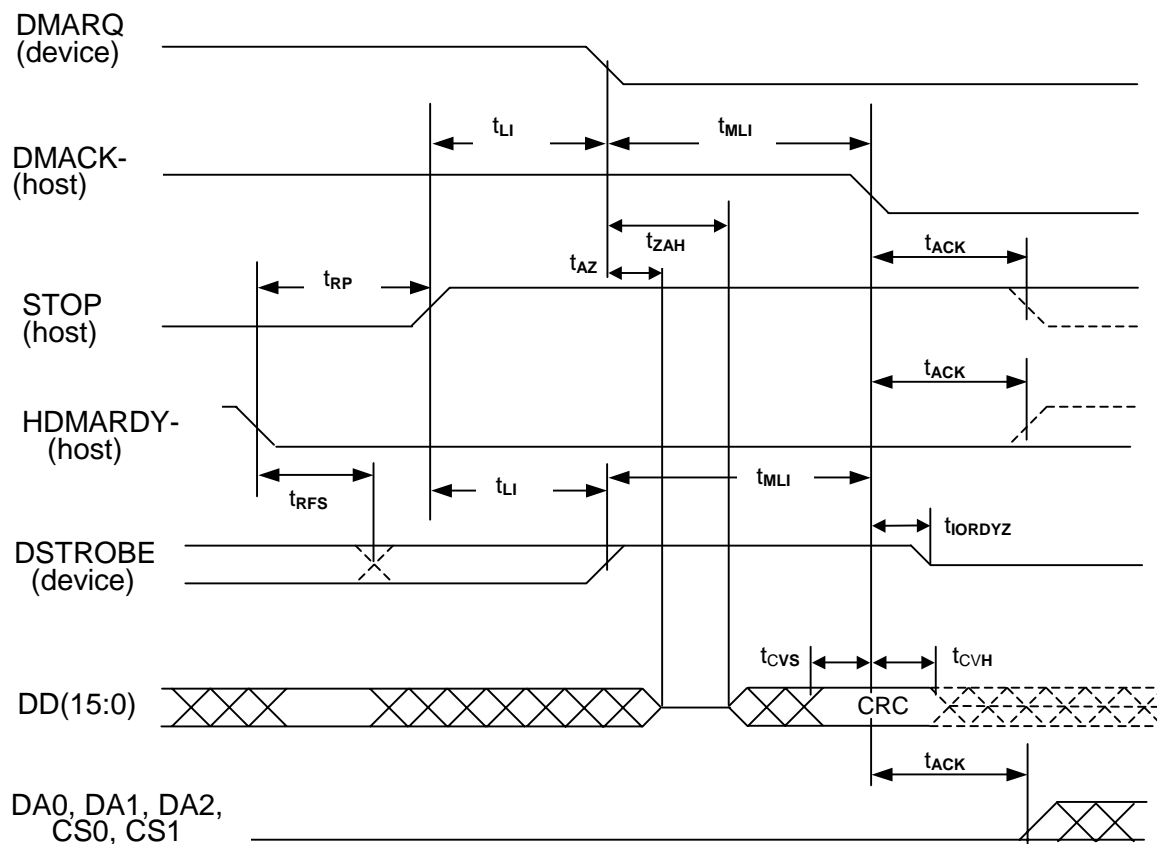 DMARQ
(device)
tLI
tMLI
DMACK-
(host)
tZAH
tACK
tAZ
tRP
STOP
(host)
tACK
HDMARDY-
(host)
tRFS
tLI
tMLI
tIORDYZ
DSTROBE
(device)
tCVS
tCVH
DD(15:0)
CRC
tACK
DA0, DA1, DA2,
CS0, CS1